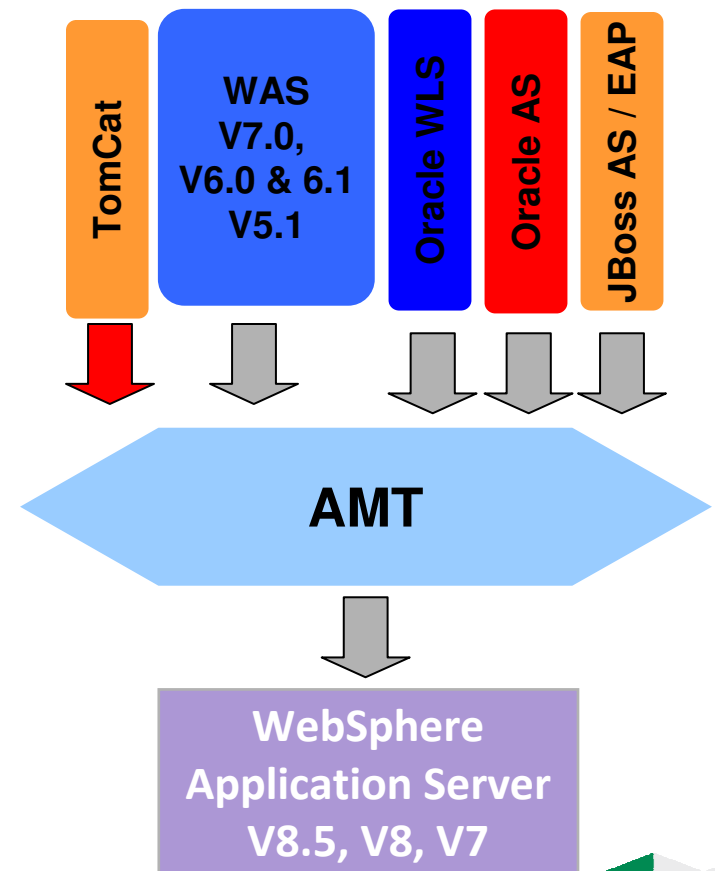 TomCat
WAS
V7.0,
V6.0 & 6.1
V5.1
Oracle WLS
Oracle AS
JBoss AS / EAP
AMT
WebSphere
Application Server
V8.5, V8, V7